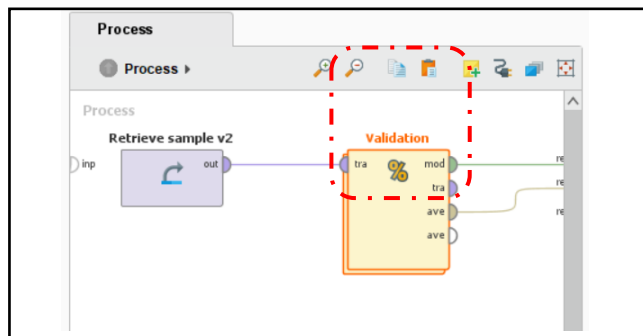 Process
Process
Process
Retrieve sample v2
Validation
inp
out
tra
mod
re
tra
re
ave
re
ave